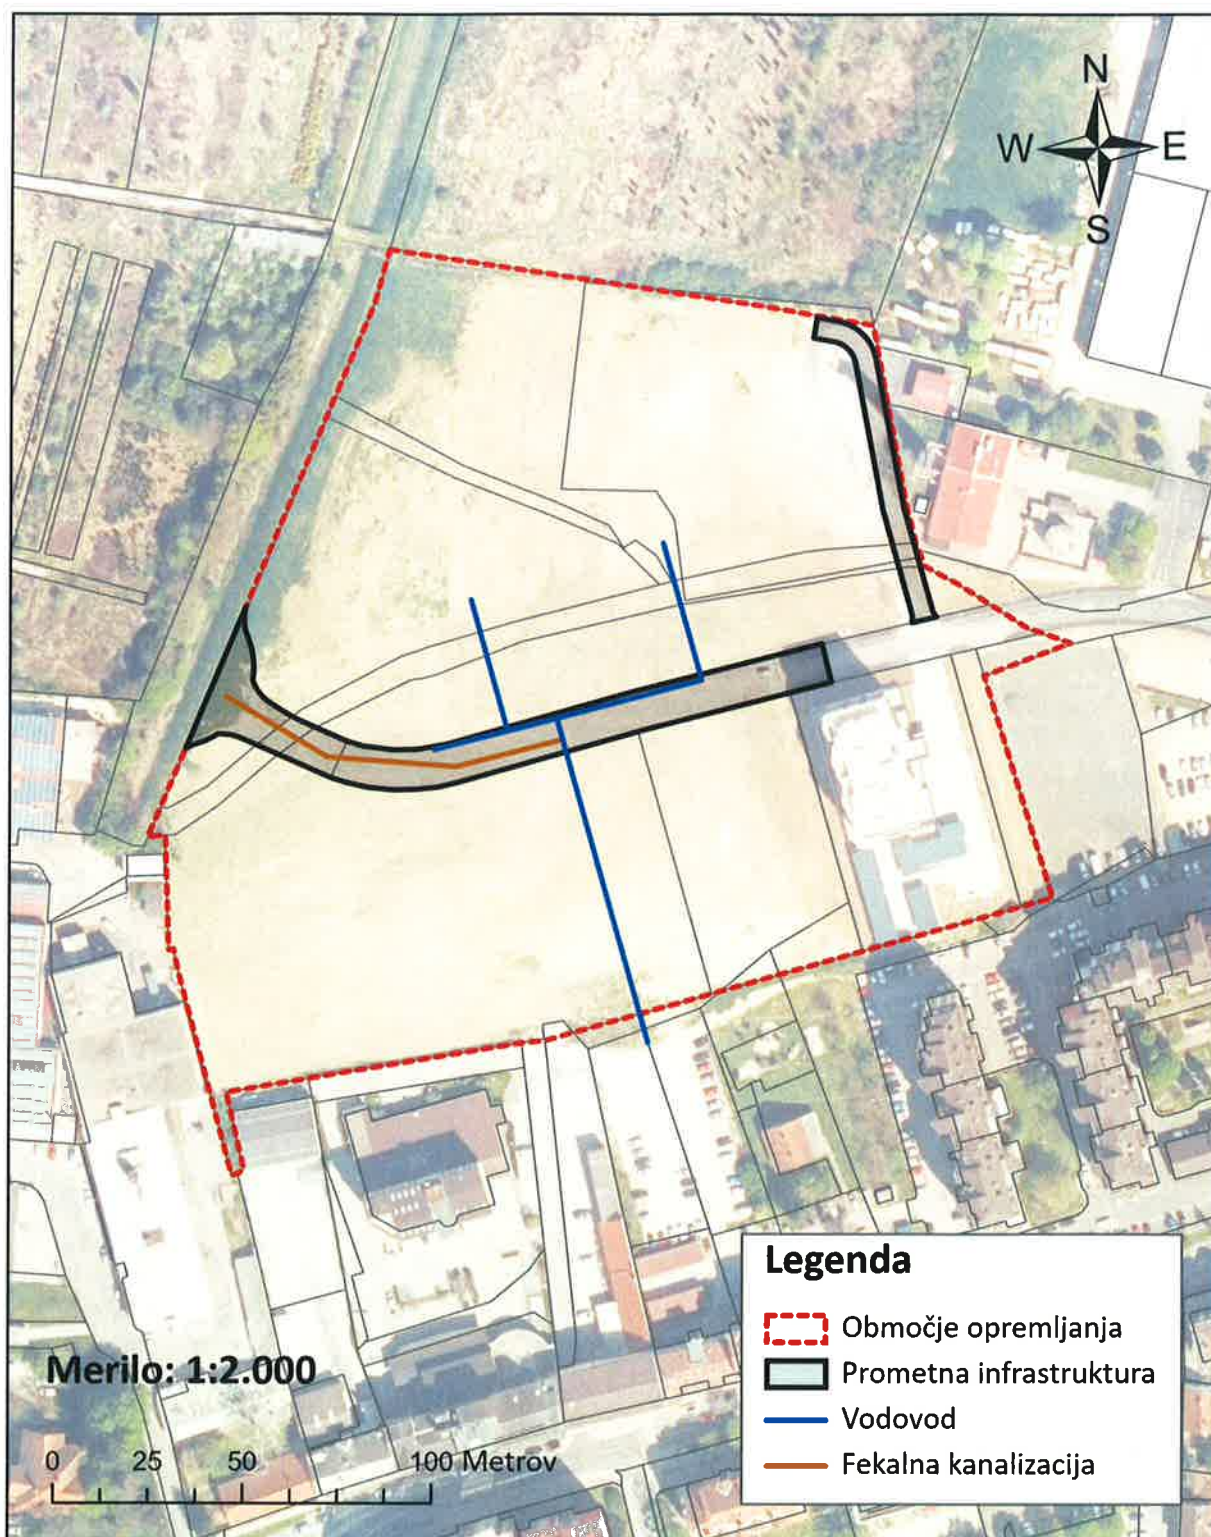 N
W E
S
Legenda
Območje opremljanja
Prometna infrastruktura
Vodovod
Fekalna kanalizacija
Merilo: 1:2.000
0 25 50 100 Metrov